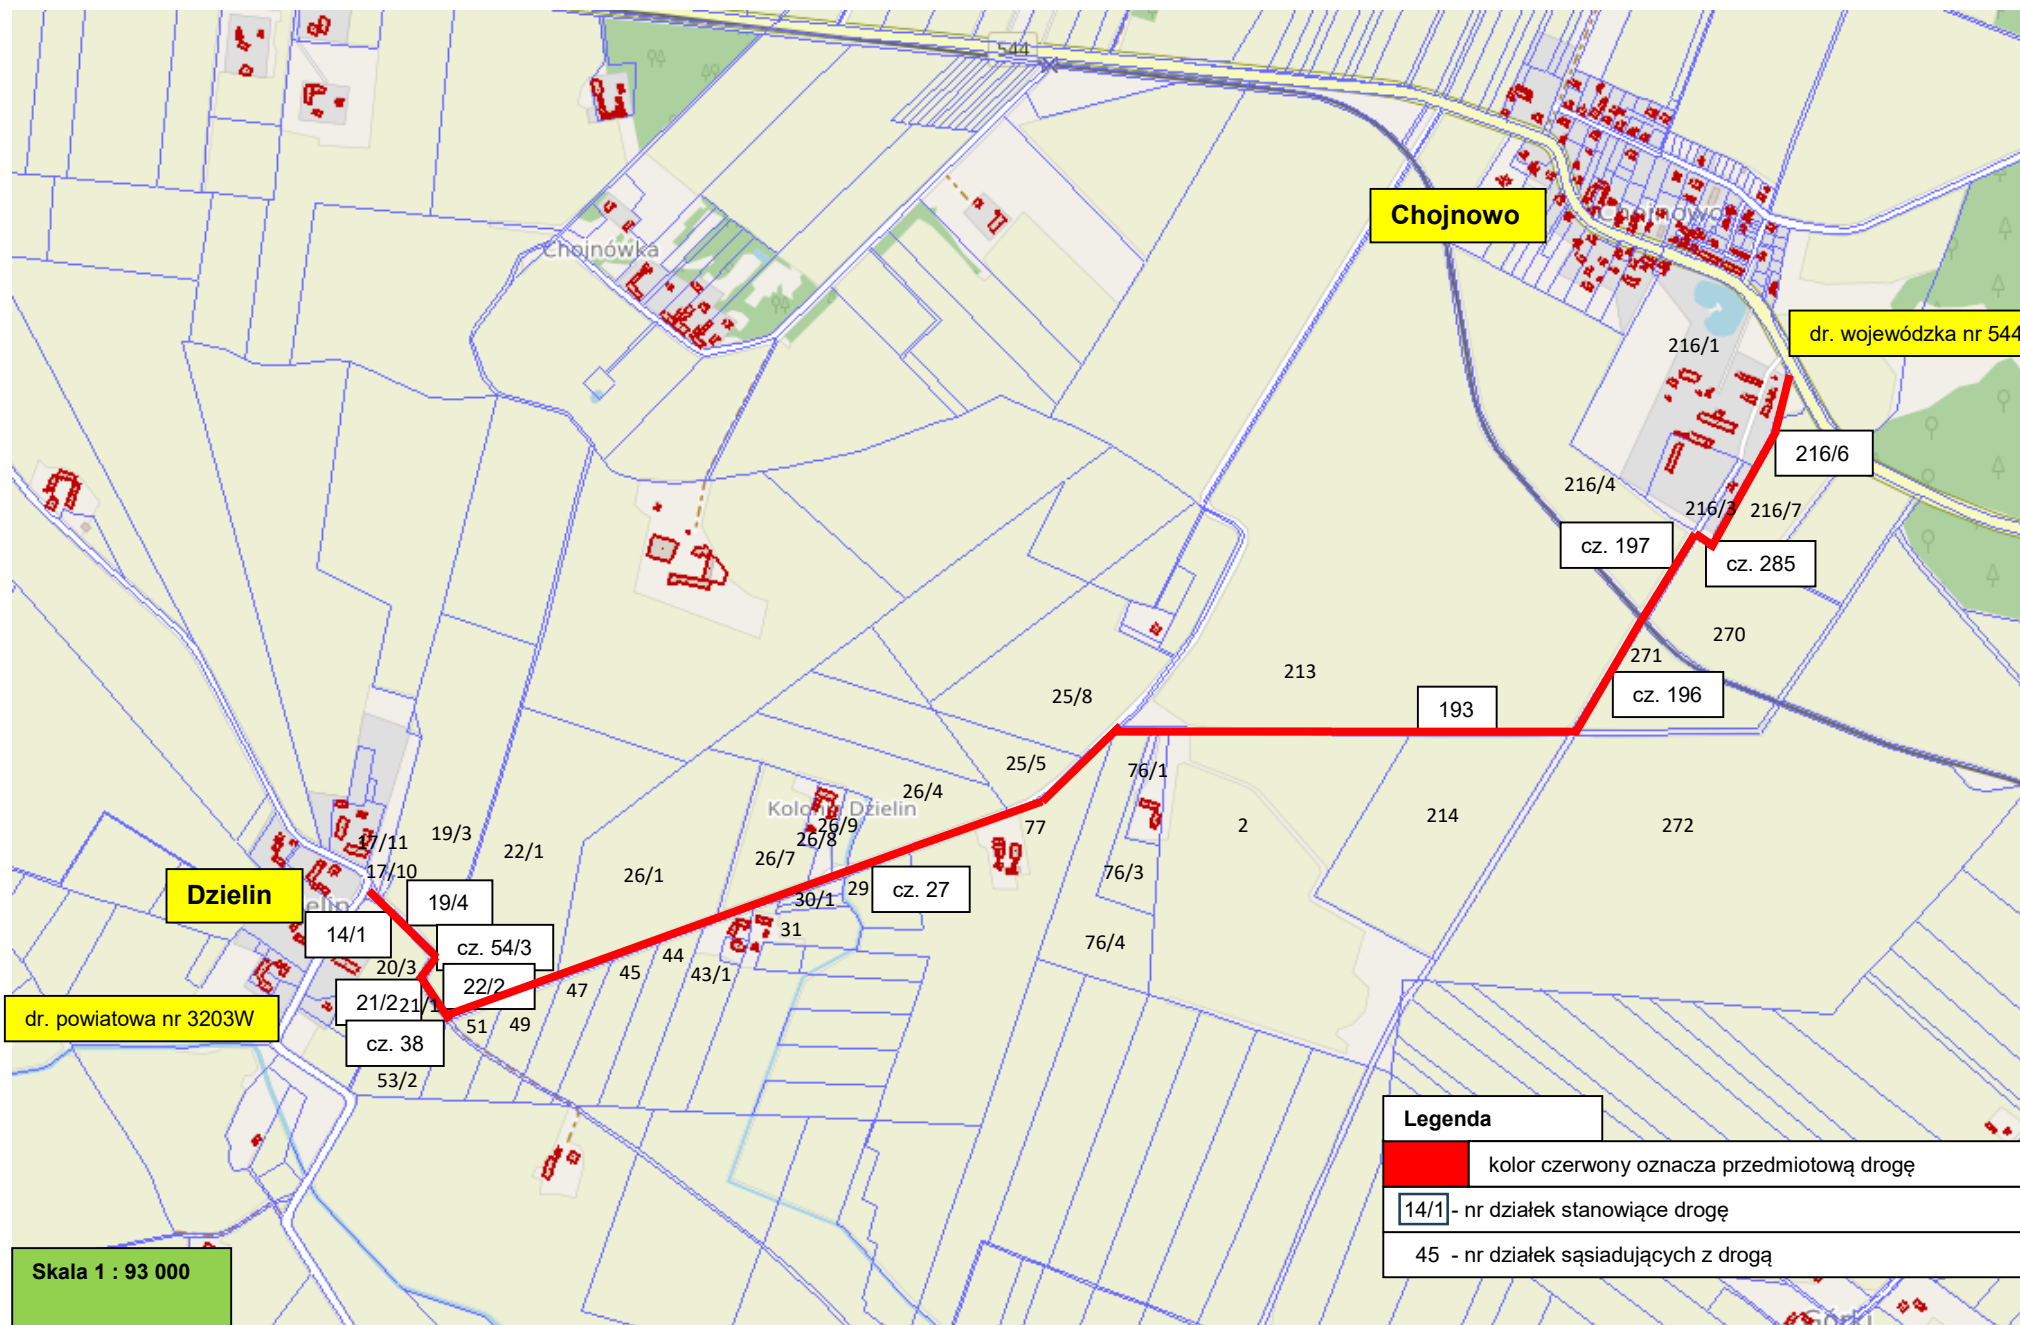 544
Chojnowo
Chojnowo
Chojnówka
dr. wojewódzka nr 544
216/1
216/6
216/4
216/3
216/7
cz. 197
cz. 285
270
271
213
cz. 196
25/8
193
25/5
76/1
26/4
Kolonia Dzielin
26/9
26/8
77
2
214
272
17/11
19/3
22/1
26/7
26/1
17/10
76/3
Dzielin
19/4
30/1
29
cz. 27
14/1
31
cz. 54/3
44
76/4
20/3
45
43/1
22/2
47
21/2
21/1
dr. powiatowa nr 3203W
51
49
cz. 38
53/2
Legenda
kolor czerwony oznacza przedmiotową drogę
14/1 - nr działek stanowiące drogę
45 - nr działek sąsiadujących z drogą
Skala 1 : 93 000